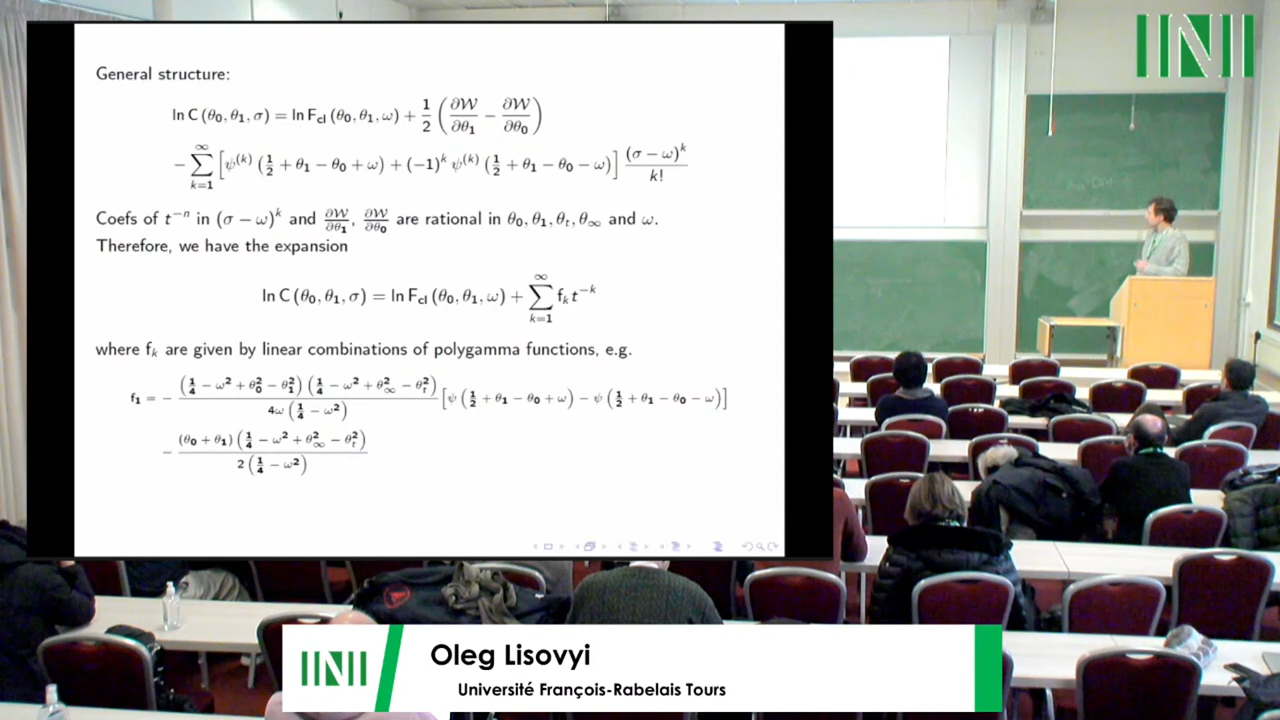 General structure:
ln C (θ₀, θ₁, σ) = ln F_cl (θ₀, θ₁, ω) + 1/2 (∂𝒲/∂θ₁ − ∂𝒲/∂θ₀)
− ∑_{k=1}^{∞} [ψ^(k) (1/2 + θ₁ − θ₀ + ω) + (−1)^k ψ^(k) (1/2 + θ₁ − θ₀ − ω)] (σ − ω)^k / k!
Coefs of t^{−n} in (σ − ω)^k and ∂𝒲/∂θ₁, ∂𝒲/∂θ₀ are rational in θ₀, θ₁, θ_t, θ_∞ and ω.
Therefore, we have the expansion
ln C (θ₀, θ₁, σ) = ln F_cl (θ₀, θ₁, ω) + ∑_{k=1}^{∞} f_k t^{−k}
where f_k are given by linear combinations of polygamma functions, e.g.
f₁ = − (1/4 − ω² + θ₀² − θ₁²) (1/4 − ω² + θ_∞² − θ_t²) / 4ω (1/4 − ω²) [ψ (1/2 + θ₁ − θ₀ + ω) − ψ (1/2 + θ₁ − θ₀ − ω)]
− (θ₀ + θ₁) (1/4 − ω² + θ_∞² − θ_t²) / 2 (1/4 − ω²)
INI
INI
Oleg Lisovyi
Université François-Rabelais Tours